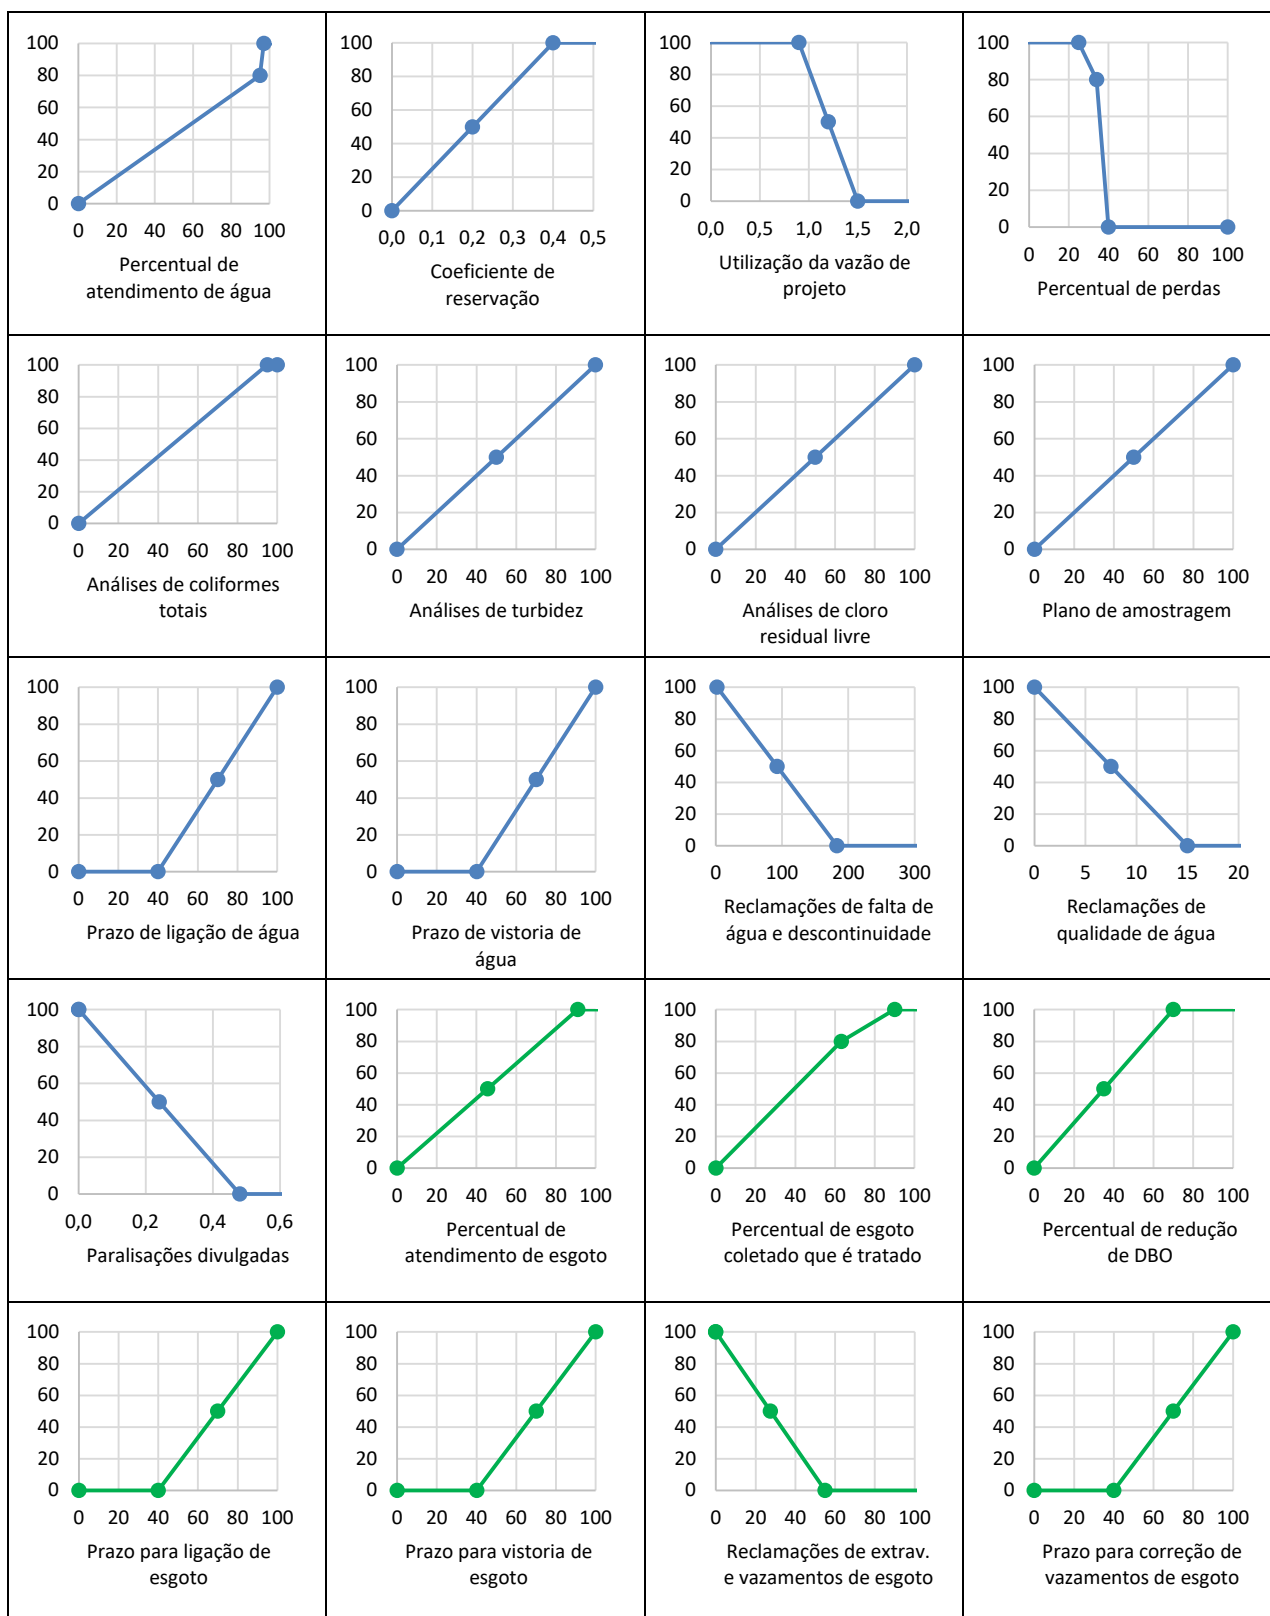 100
80
60
40
20
0
0 20 40 60 80 100
Percentual de
atendimento de água
100
80
60
40
20
0
0,0 0,1 0,2 0,3 0,4 0,5
Coeficiente de
reservação
100
80
60
40
20
0
0,0 0,5 1,0 1,5 2,0
Utilização da vazão de
projeto
100
80
60
40
20
0
0 20 40 60 80 100
Percentual de perdas
100
80
60
40
20
0
0 20 40 60 80 100
Análises de coliformes
totais
100
80
60
40
20
0
0 20 40 60 80 100
Análises de turbidez
100
80
60
40
20
0
0 20 40 60 80 100
Análises de cloro
residual livre
100
80
60
40
20
0
0 20 40 60 80 100
Plano de amostragem
100
80
60
40
20
0
0 20 40 60 80 100
Prazo de ligação de água
100
80
60
40
20
0
0 20 40 60 80 100
Prazo de vistoria de
água
100
80
60
40
20
0
0 100 200 300
Reclamações de falta de
água e descontinuidade
100
80
60
40
20
0
0 5 10 15 20
Reclamações de
qualidade de água
100
80
60
40
20
0
0,0 0,2 0,4 0,6
Paralisações divulgadas
100
80
60
40
20
0
0 20 40 60 80 100
Percentual de
atendimento de esgoto
100
80
60
40
20
0
0 20 40 60 80 100
Percentual de esgoto
coletado que é tratado
100
80
60
40
20
0
0 20 40 60 80 100
Percentual de redução
de DBO
100
80
60
40
20
0
0 20 40 60 80 100
Prazo para ligação de
esgoto
100
80
60
40
20
0
0 20 40 60 80 100
Prazo para vistoria de
esgoto
100
80
60
40
20
0
0 20 40 60 80 100
Reclamações de extrav.
e vazamentos de esgoto
100
80
60
40
20
0
0 20 40 60 80 100
Prazo para correção de
vazamentos de esgoto